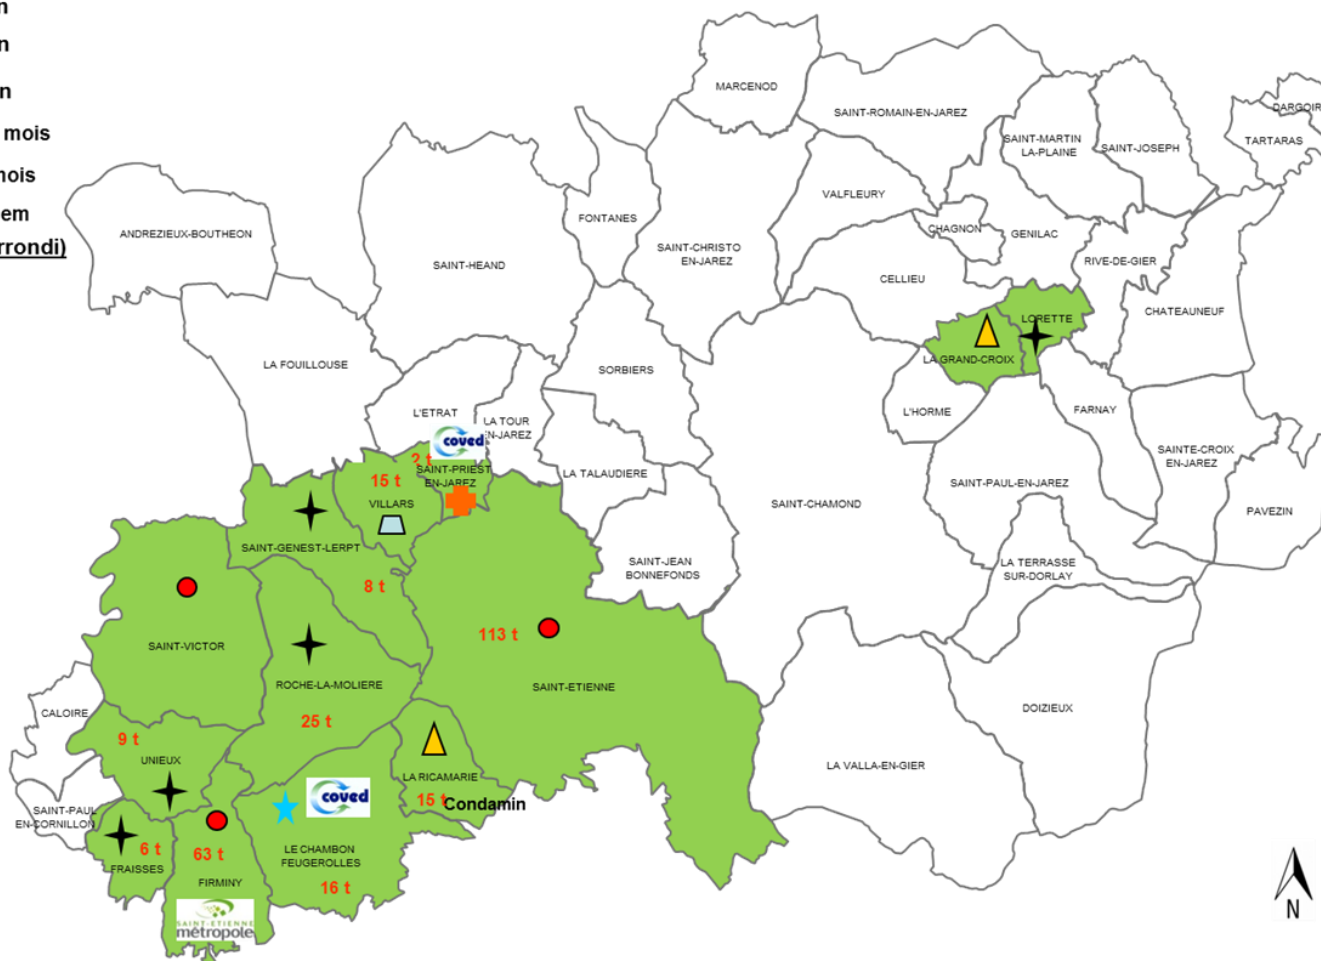 mois
mois
MARCENOD
SAINT-ROMAIN-EN-JAREZ
DARGOIR
TARTARAS
SAINT-MARTIN
LA-PLAINE
SAINT-JOSEPH
VALFLEURY
FONTANES
ANDREZIEUX-BOUTHEON
CHAGNON
GENILAC
SAINT-CHRISTO
EN-JAREZ
SAINT-HEAND
RIVE-DE-GIER
CELLIEU
CHATEAUNEUF
LORETTE
LA GRAND-CROIX
LA FOUILLOUSE
SORBIERS
L'HORME
FARNAY
L'ETRAT
LA TOUR
EN-JAREZ
coved
2 t
SAINT-PRIEST
EN-JAREZ
15 t
VILLARS
LA TALAUDIERE
SAINTE-CROIX
EN-JAREZ
SAINT-PAUL-EN-JAREZ
SAINT-CHAMOND
PAVEZIN
SAINT-GENEST-LERPT
SAINT-JEAN
BONNEFONDS
LA TERRASSE
SUR-DORLAY
8 t
113 t
SAINT-VICTOR
ROCHE-LA-MOLIERE
SAINT-ETIENNE
25 t
CALOIRE
DOIZIEUX
9 t
UNIEUX
LA VALLA-EN-GIER
LA RICAMARIE
15 t
Condamin
coved
SAINT-PAUL
EN-CORNILLON
6 t
FRAISSES
63 t
FIRMINY
LE CHAMBON
FEUGEROLLES
16 t
SAINT-ETIENNE
métropole
N